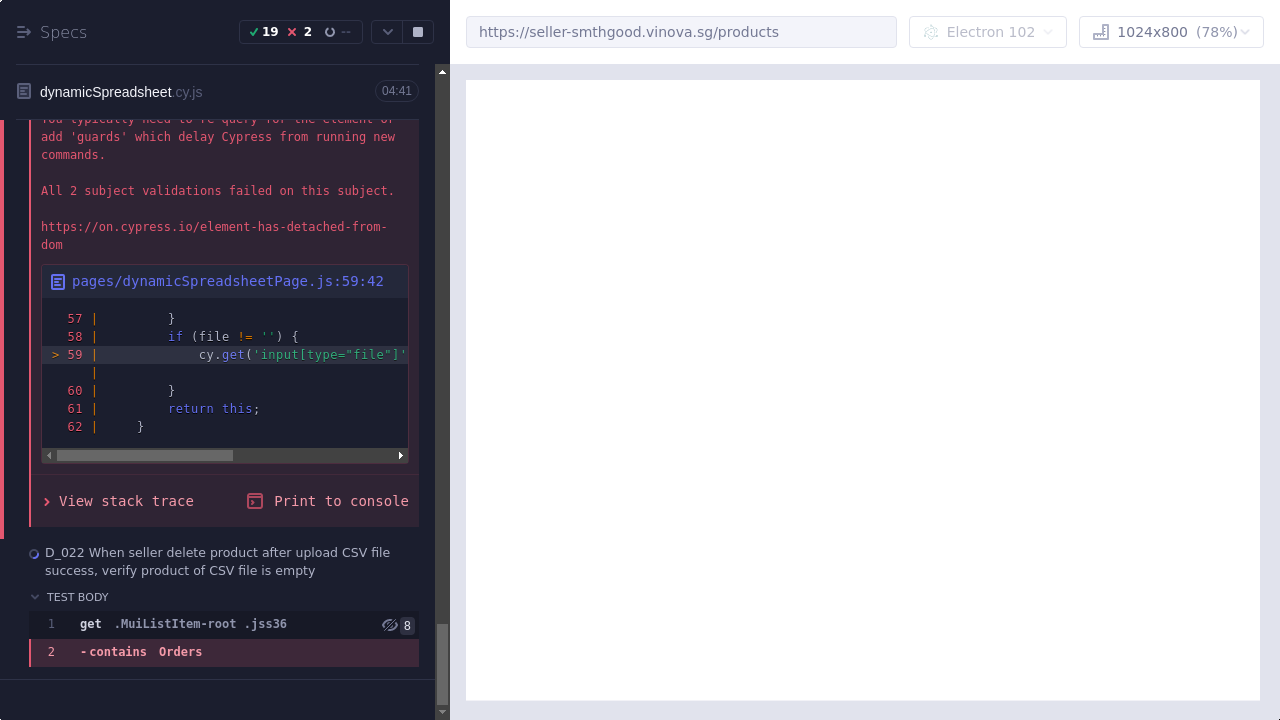 Specs
19 2 --
https://seller-smthgood.vinova.sg/products
Electron 102
1024x800 (78%)
dynamicSpreadsheet.cy.js
04:41
You typically need to re-query for the element or
add 'guards' which delay Cypress from running new
commands.
All 2 subject validations failed on this subject.
https://on.cypress.io/element-has-detached-from-
dom
pages/dynamicSpreadsheetPage.js:59:42
57 | }
58 | if (file != '') {
> 59 | cy.get('input[type="file"]'
|
60 | }
61 | return this;
62 | }
View stack trace
Print to console
D_022 When seller delete product after upload CSV file
success, verify product of CSV file is empty
TEST BODY
1 get .MuiListItem-root .jss36 8
2 -contains Orders